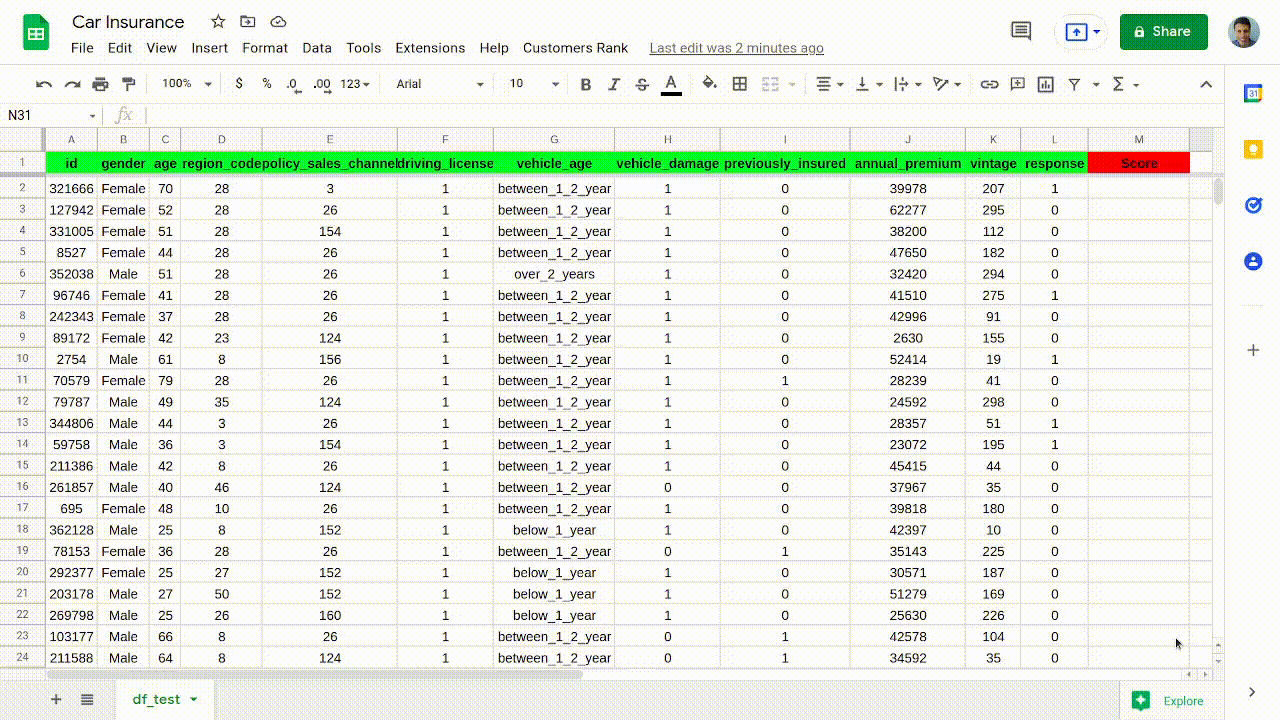 Car Insurance
File Edit View Insert Format Data Tools Extensions Help Customers Rank Last edit was 2 minutes ago
Share
100% $ % .0 .00 123 Arial 10 B I S A Σ
31
N31 fx
A B C D E F G H I J K L M
1 id gender age region_code policy_sales_channel driving_license vehicle_age vehicle_damage previously_insured annual_premium vintage response Score
2 321666 Female 70 28 3 1 between_1_2_year 1 0 39978 207 1
3 127942 Female 52 28 26 1 between_1_2_year 1 0 62277 295 0
4 331005 Female 51 28 154 1 between_1_2_year 1 0 38200 112 0
5 8527 Female 44 28 26 1 between_1_2_year 1 0 47650 182 0
6 352038 Male 51 28 26 1 over_2_years 1 0 32420 294 0
7 96746 Female 41 28 26 1 between_1_2_year 1 0 41510 275 1
8 242343 Female 37 28 26 1 between_1_2_year 1 0 42996 91 0
9 89172 Female 42 23 124 1 between_1_2_year 1 0 2630 155 0
10 2754 Male 61 8 156 1 between_1_2_year 1 0 52414 19 1
11 70579 Female 79 28 26 1 between_1_2_year 1 1 28239 41 0
12 79787 Male 49 35 124 1 between_1_2_year 1 0 24592 298 0
13 344806 Male 44 3 26 1 between_1_2_year 1 0 28357 51 1
14 59758 Male 36 3 154 1 between_1_2_year 1 0 23072 195 1
15 211386 Male 42 8 26 1 between_1_2_year 1 0 45415 44 0
16 261857 Male 40 46 124 1 between_1_2_year 0 0 37967 35 0
17 695 Female 48 10 26 1 between_1_2_year 1 0 39818 180 0
18 362128 Male 25 8 152 1 below_1_year 1 0 42397 10 0
19 78153 Female 36 28 26 1 between_1_2_year 0 1 35143 225 0
20 292377 Female 25 27 152 1 below_1_year 1 0 30571 187 0
21 203178 Male 27 50 152 1 below_1_year 1 0 51279 169 0
22 269798 Male 25 26 160 1 below_1_year 1 0 25630 226 0
23 103177 Male 66 8 26 1 between_1_2_year 0 1 42578 104 0
24 211588 Male 64 8 124 1 between_1_2_year 0 1 34592 35 0
df_test Explore